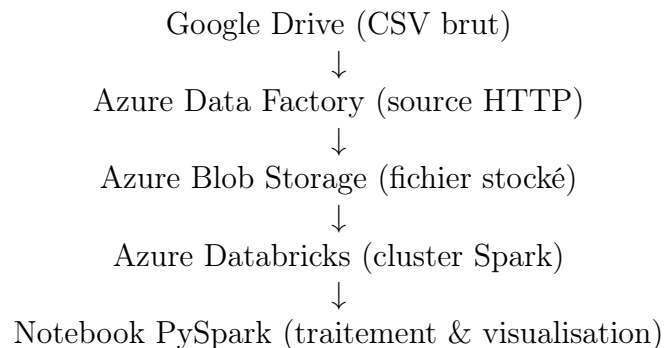 Google Drive (CSV brut)
↓
Azure Data Factory (source HTTP)
↓
Azure Blob Storage (fichier stocké)
↓
Azure Databricks (cluster Spark)
↓
Notebook PySpark (traitement & visualisation)